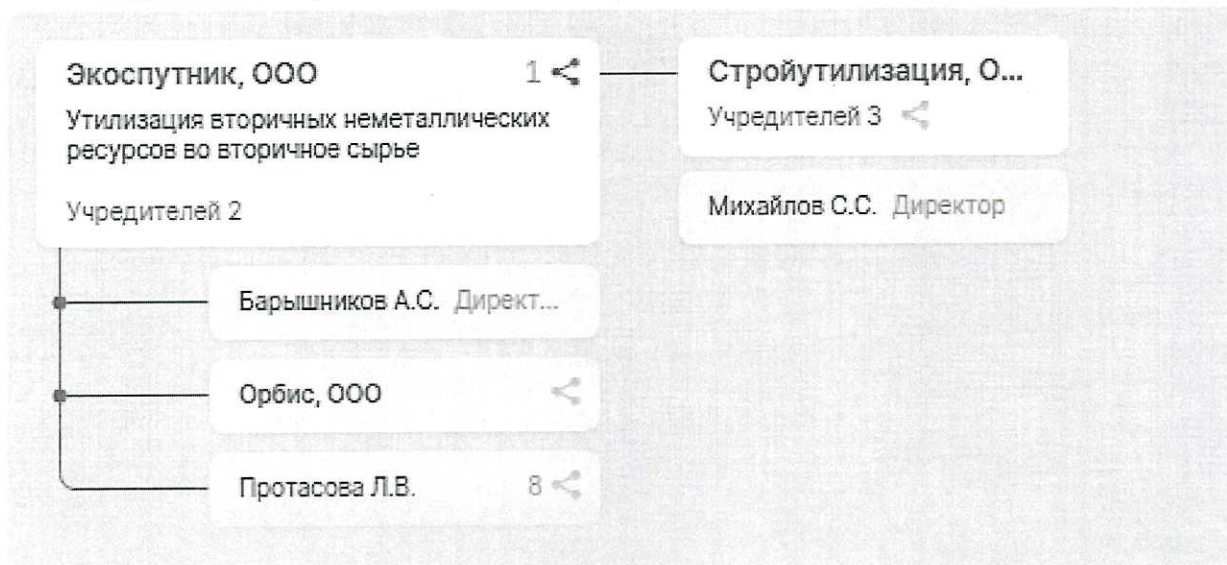 Экоспутник, ООО 1
Утилизация вторичных неметаллических
ресурсов во вторичное сырье
Учредителей 2
Барышников А.С. Директ...
Орбис, ООО
Протасова Л.В. 8
Стройутилизация, О...
Учредителей 3
Михайлов С.С. Директор